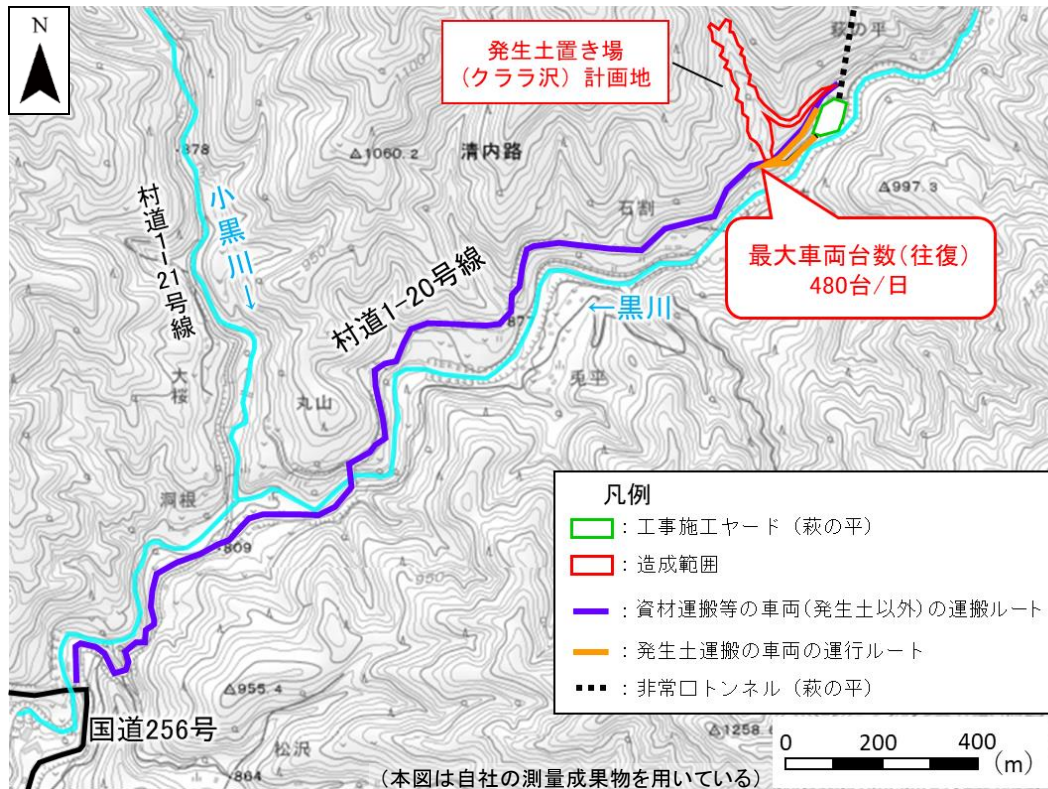 N
発生土置き場
(クララ沢) 計画地
萩の平
・878
△1060.2
清内路
△997.3
村道1-21号線
小黒川
↓
石割
最大車両台数(往復)
480台/日
村道1-20号線
←黒川
87
大桜
兎平
丸山
洞根
・809
950
凡例
：工事施工ヤード（萩の平）
：造成範囲
：資材運搬等の車両(発生土以外)の運搬ルート
：発生土運搬の車両の運行ルート
：非常口トンネル（萩の平）
△955.4
国道256号
松沢
・864
△1258
0 200 400
(m)
（本図は自社の測量成果物を用いている）